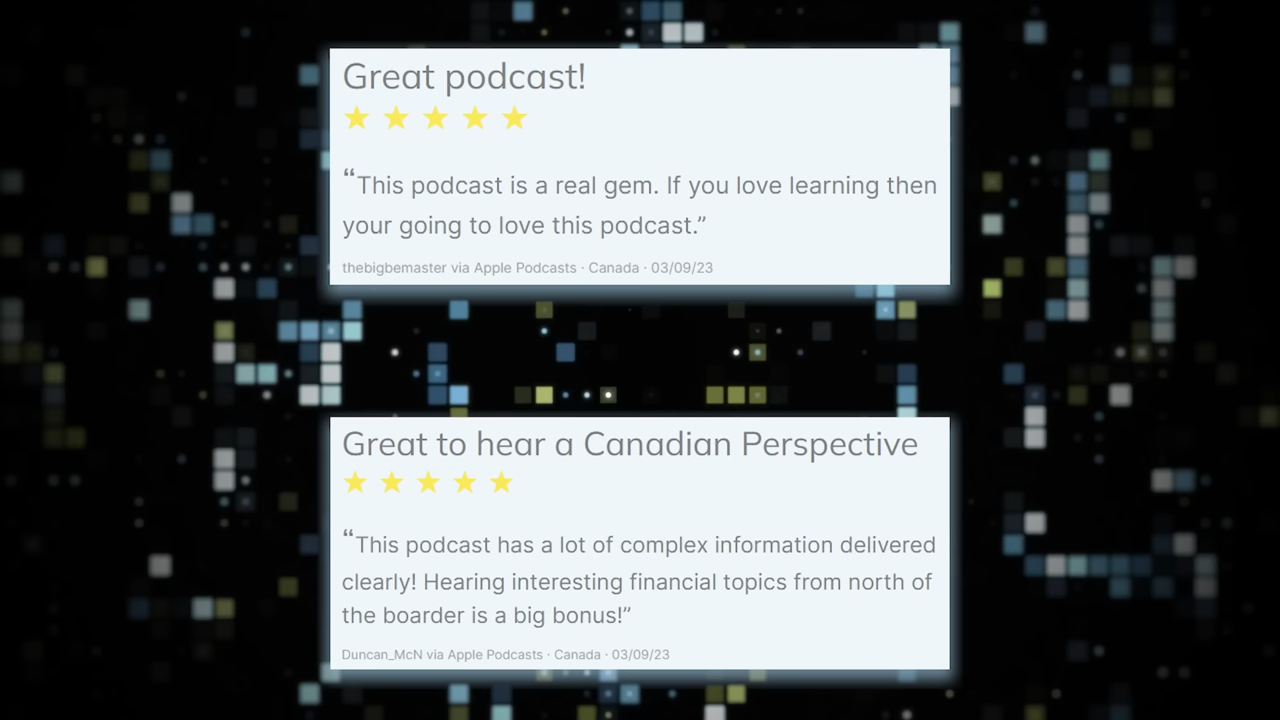 Great podcast!
“This podcast is a real gem. If you love learning then
your going to love this podcast.”
thebigbemaster via Apple Podcasts · Canada · 03/09/23
Great to hear a Canadian Perspective
“This podcast has a lot of complex information delivered
clearly! Hearing interesting financial topics from north of
the boarder is a big bonus!”
Duncan_McN via Apple Podcasts · Canada · 03/09/23